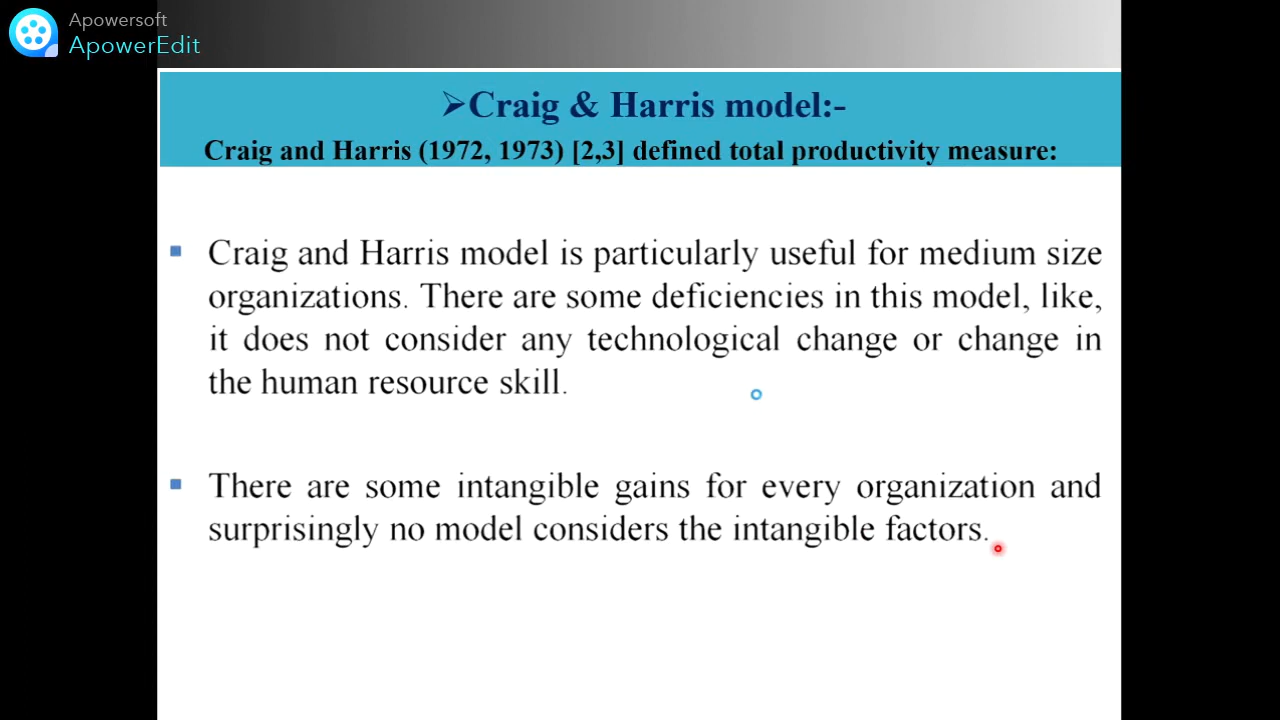 Apowersoft
ApowerEdit
➢Craig & Harris model:-
Craig and Harris (1972, 1973) [2,3] defined total productivity measure:
▪ Craig and Harris model is particularly useful for medium size
organizations. There are some deficiencies in this model, like,
it does not consider any technological change or change in
the human resource skill.
▪ There are some intangible gains for every organization and
surprisingly no model considers the intangible factors.